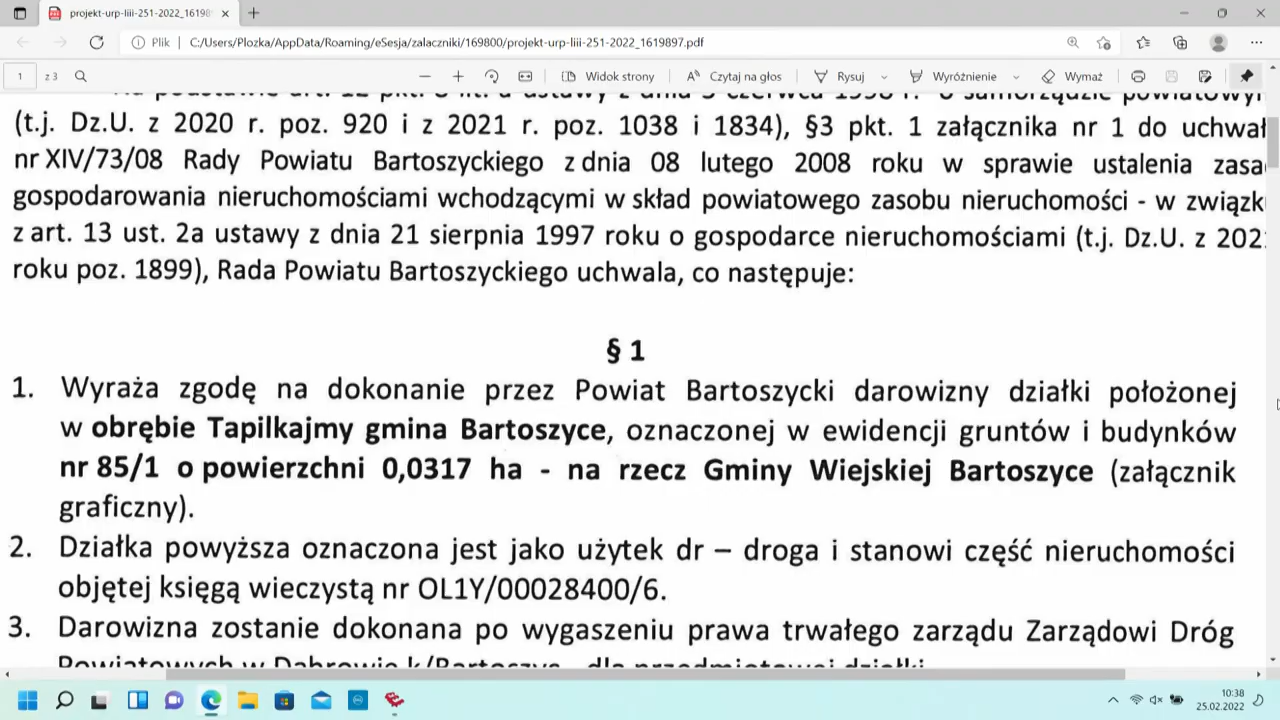 projekt-urp-liii-251-2022_16198
Plik | C:/Users/Plozka/AppData/Roaming/eSesja/zalaczniki/169800/projekt-urp-liii-251-2022_1619897.pdf
1 z 3 Widok strony Czytaj na głos Rysuj Wyróżnienie Wymaż
(t.j. Dz.U. z 2020 r. poz. 920 i z 2021 r. poz. 1038 i 1834), §3 pkt. 1 załącznika nr 1 do uchwał
nr XIV/73/08 Rady Powiatu Bartoszyckiego z dnia 08 lutego 2008 roku w sprawie ustalenia zasa
gospodarowania nieruchomościami wchodzącymi w skład powiatowego zasobu nieruchomości - w związk
z art. 13 ust. 2a ustawy z dnia 21 sierpnia 1997 roku o gospodarce nieruchomościami (t.j. Dz.U. z 202
roku poz. 1899), Rada Powiatu Bartoszyckiego uchwala, co następuje:
§ 1
1. Wyraża zgodę na dokonanie przez Powiat Bartoszycki darowizny działki położonej
w obrębie Tapilkajmy gmina Bartoszyce, oznaczonej w ewidencji gruntów i budynków
nr 85/1 o powierzchni 0,0317 ha - na rzecz Gminy Wiejskiej Bartoszyce (załącznik
graficzny).
2. Działka powyższa oznaczona jest jako użytek dr – droga i stanowi część nieruchomości
objętej księgą wieczystą nr OL1Y/00028400/6.
3. Darowizna zostanie dokonana po wygaszeniu prawa trwałego zarządu Zarządowi Dróg
10:38
25.02.2022